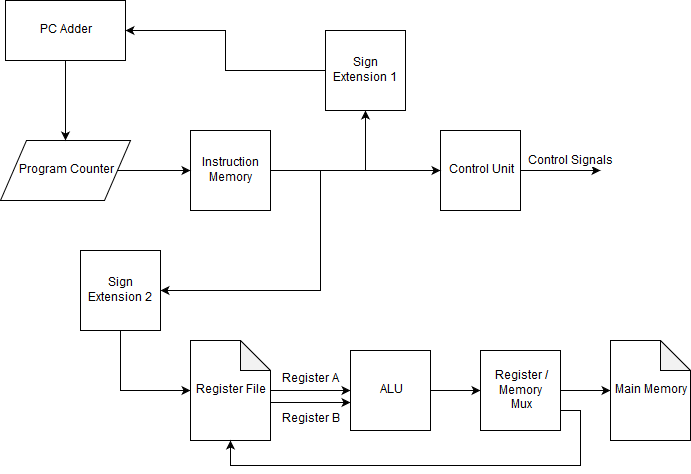 PC Adder
Sign
Extension 1
Program Counter
Instruction
Memory
Control Unit
Control Signals
Sign
Extension 2
Register File
Register A
Register B
ALU
Register /
Memory
Mux
Main Memory